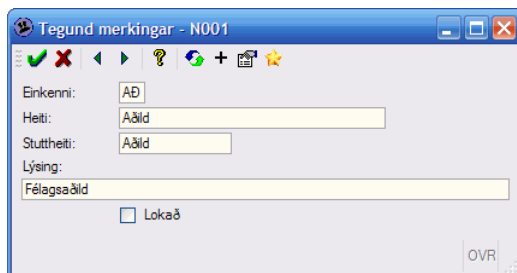 Tegund merkingar - N001
Einkenni: AÐ
Heiti: Aðild
Stuttheiti: Aðild
Lýsing:
Félagsaðild
Lokað
OVR